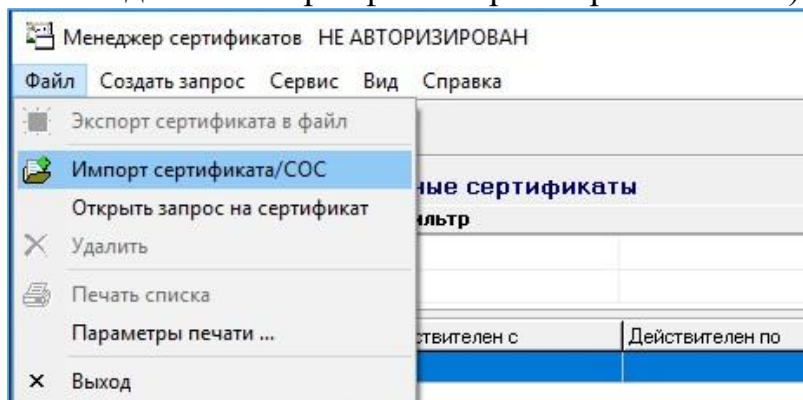 Менеджер сертификатов НЕ АВТОРИЗИРОВАН
Файл Создать запрос Сервис Вид Справка
Экспорт сертификата в файл
Импорт сертификата/СОС
ные сертификаты
Открыть запрос на сертификат
льтр
Удалить
Печать списка
Параметры печати ...
ствителен с Действителен по
Выход